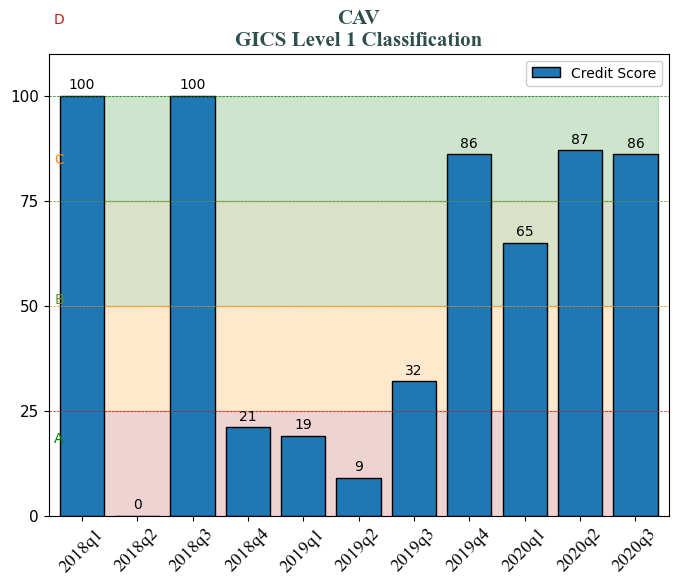 D
CAV
GICS Level 1 Classification
Credit Score
100
100
100
C
86
87
86
75
65
B
50
32
25
21
19
A
9
0
0
2018q1
2018q2
2018q3
2018q4
2019q1
2019q2
2019q3
2019q4
2020q1
2020q2
2020q3